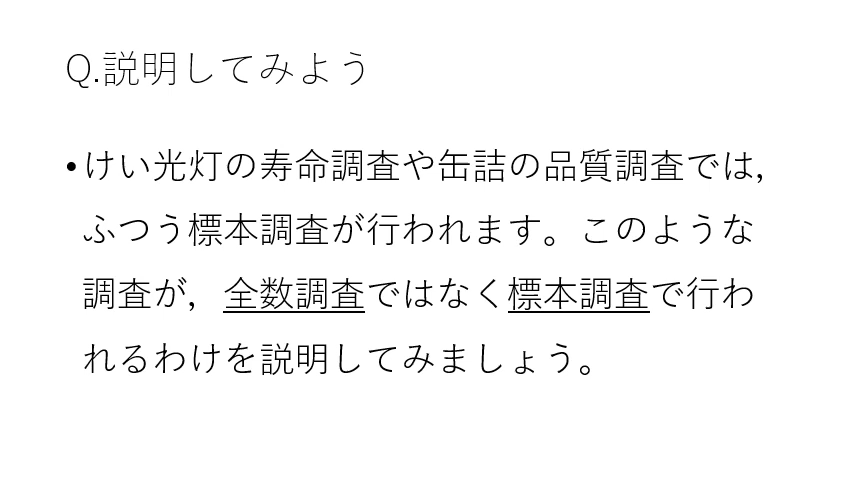 Q.説明してみよう
•けい光灯の寿命調査や缶詰の品質調査では,
ふつう標本調査が行われます。このような
調査が, 全数調査ではなく標本調査で行わ
れるわけを説明してみましょう。